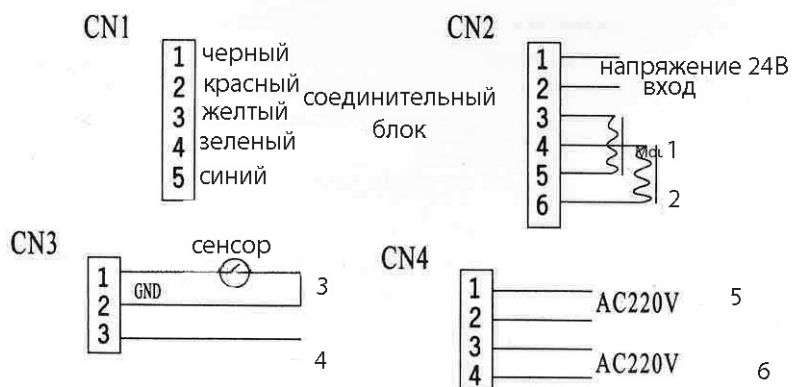 CN1
1 черный
2 красный
3 желтый
4 зеленый
5 синий
соединительный
блок
CN2
1
2
3
4
5
6
напряжение 24В
вход
1
2
CN3
1
2
3
сенсор
GND
3
4
CN4
1
2
3
4
AC220V 5
AC220V 6